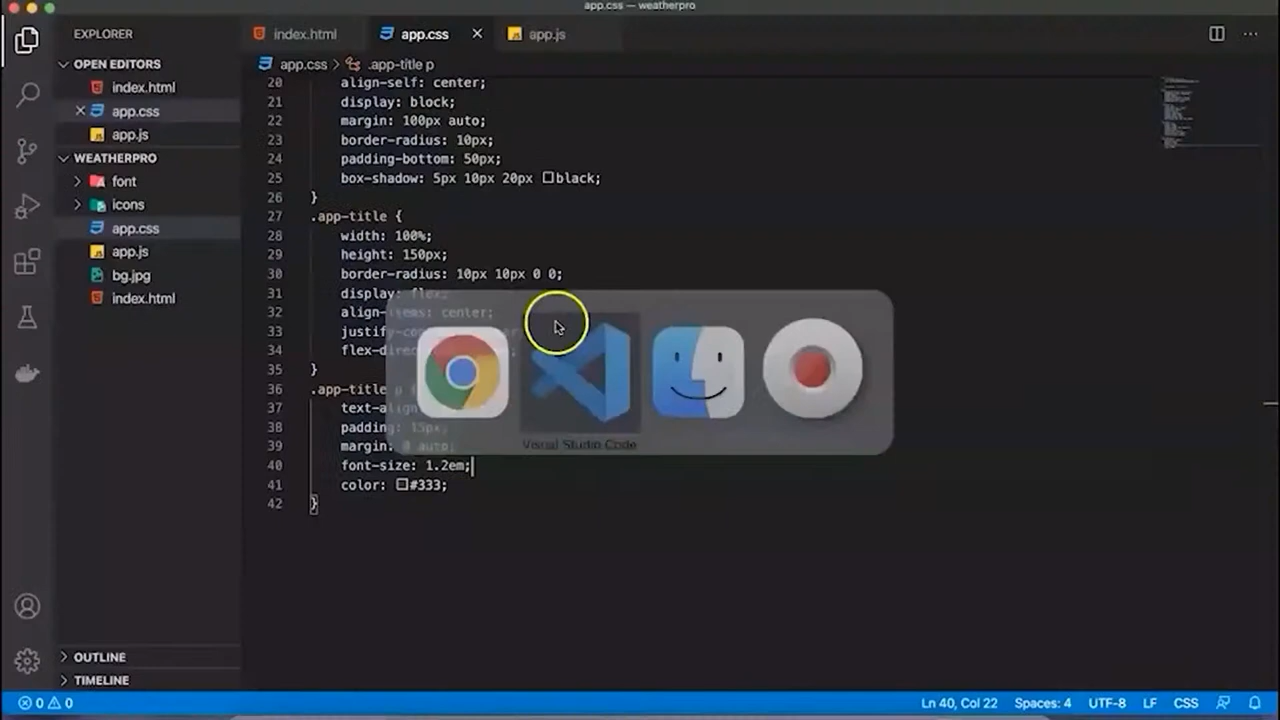 app.css — weatherpro
EXPLORER
index.html
app.css
app.js
OPEN EDITORS
index.html
app.css
app.js
WEATHERPRO
font
icons
app.css
app.js
bg.jpg
index.html
OUTLINE
TIMELINE
app.css > .app-title p
20 align-self: center;
21 display: block;
22 margin: 100px auto;
23 border-radius: 10px;
24 padding-bottom: 50px;
25 box-shadow: 5px 10px 20px black;
26 }
27 .app-title {
28 width: 100%;
29 height: 150px;
30 border-radius: 10px 10px 0 0;
31 display: flex;
32 align-items: center;
33
34
35 }
36 .app-title p {
37
38 padding: 15px;
39 margin: 0 auto;
40 font-size: 1.2em;
41 color: #333;
42 }
Visual Studio Code
0 0
Ln 40, Col 22
Spaces: 4
UTF-8
LF
CSS